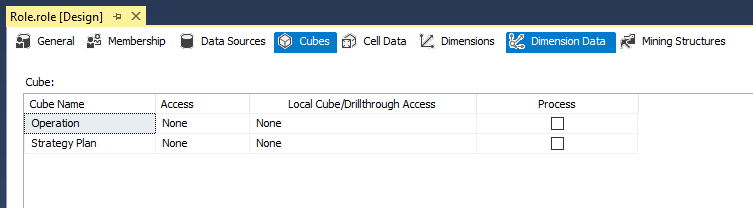 Role.role [Design]
General Membership Data Sources Cubes Cell Data Dimensions Dimension Data Mining Structures
Cube:
Cube Name Access Local Cube/Drillthrough Access Process
Operation None None
Strategy Plan None None